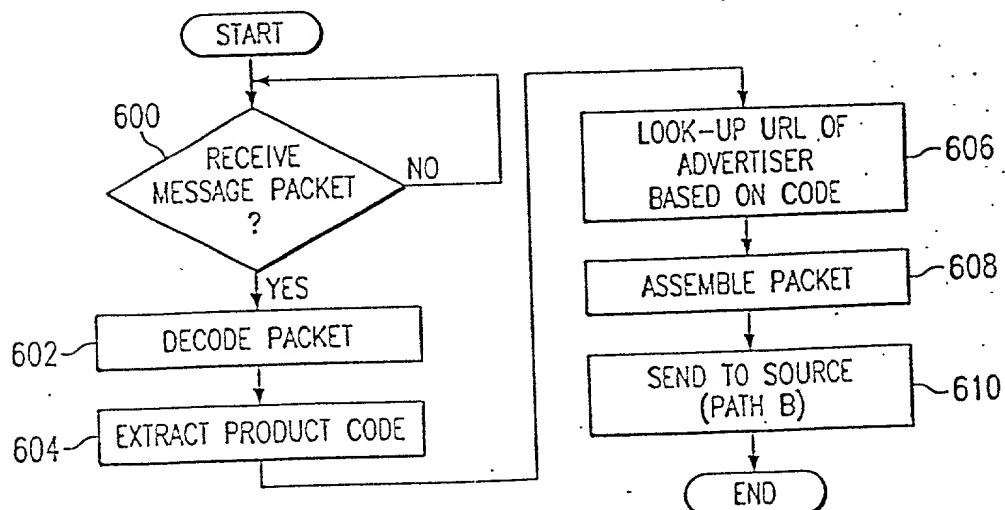 START
600
RECEIVE
MESSAGE PACKET
?
NO
YES
602
DECODE PACKET
604
EXTRACT PRODUCT CODE
LOOK-UP URL OF
ADVERTISER
BASED ON CODE
606
ASSEMBLE PACKET
608
SEND TO SOURCE
(PATH B)
610
END